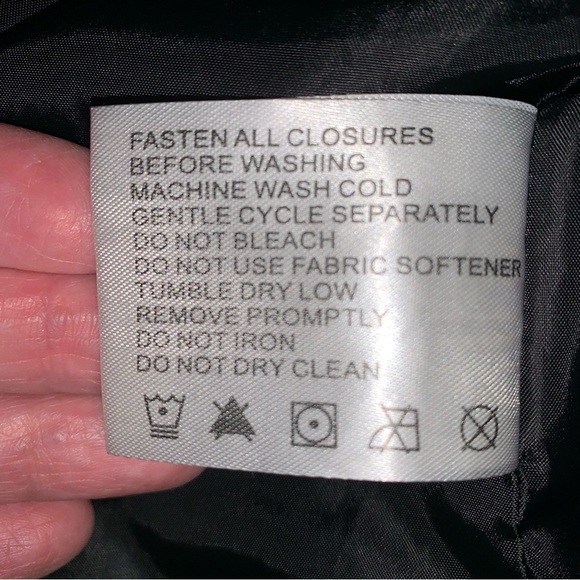 FASTEN ALL CLOSURES
BEFORE WASHING
MACHINE WASH COLD
GENTLE CYCLE SEPARATELY
DO NOT BLEACH
DO NOT USE FABRIC SOFTENER
TUMBLE DRY LOW
REMOVE PROMPTLY
DO NOT IRON
DO NOT DRY CLEAN